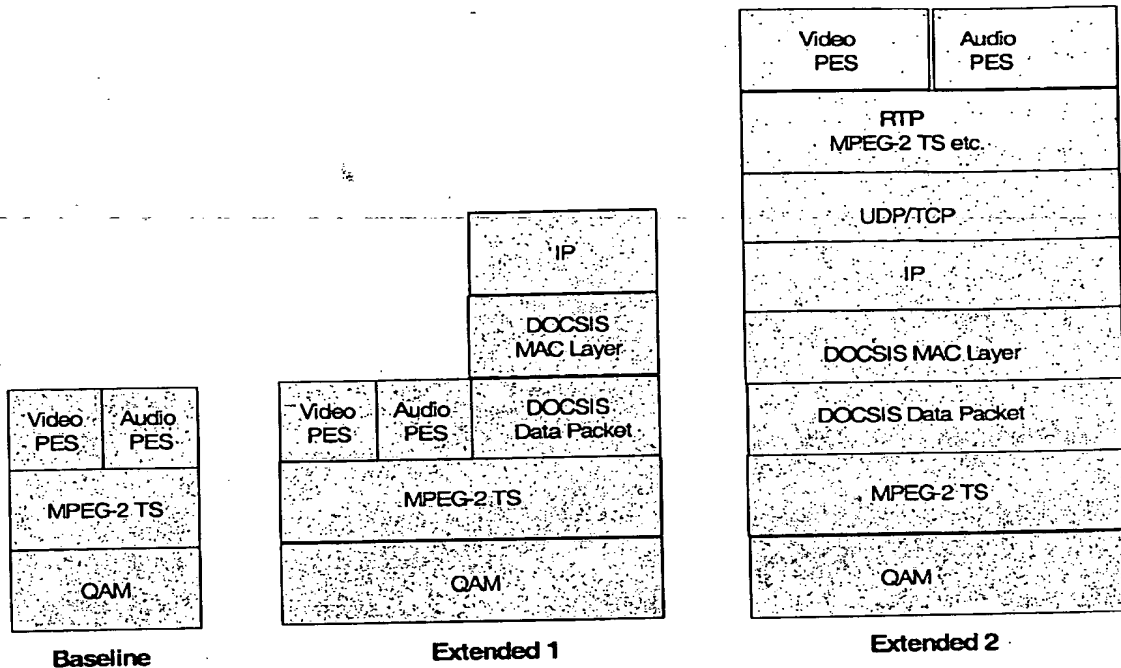 Video
PES
Audio
PES
MPEG-2 TS
QAM
Baseline
IP
DOCSIS
MAC Layer
Video
PES
Audio
PES
DOCSIS
Data Packet
MPEG-2 TS
QAM
Extended 1
Video
PES
Audio
PES
RTP
MPEG-2 TS etc.
UDP/TCP
IP
DOCSIS MAC Layer
DOCSIS Data Packet
MPEG-2 TS
QAM
Extended 2